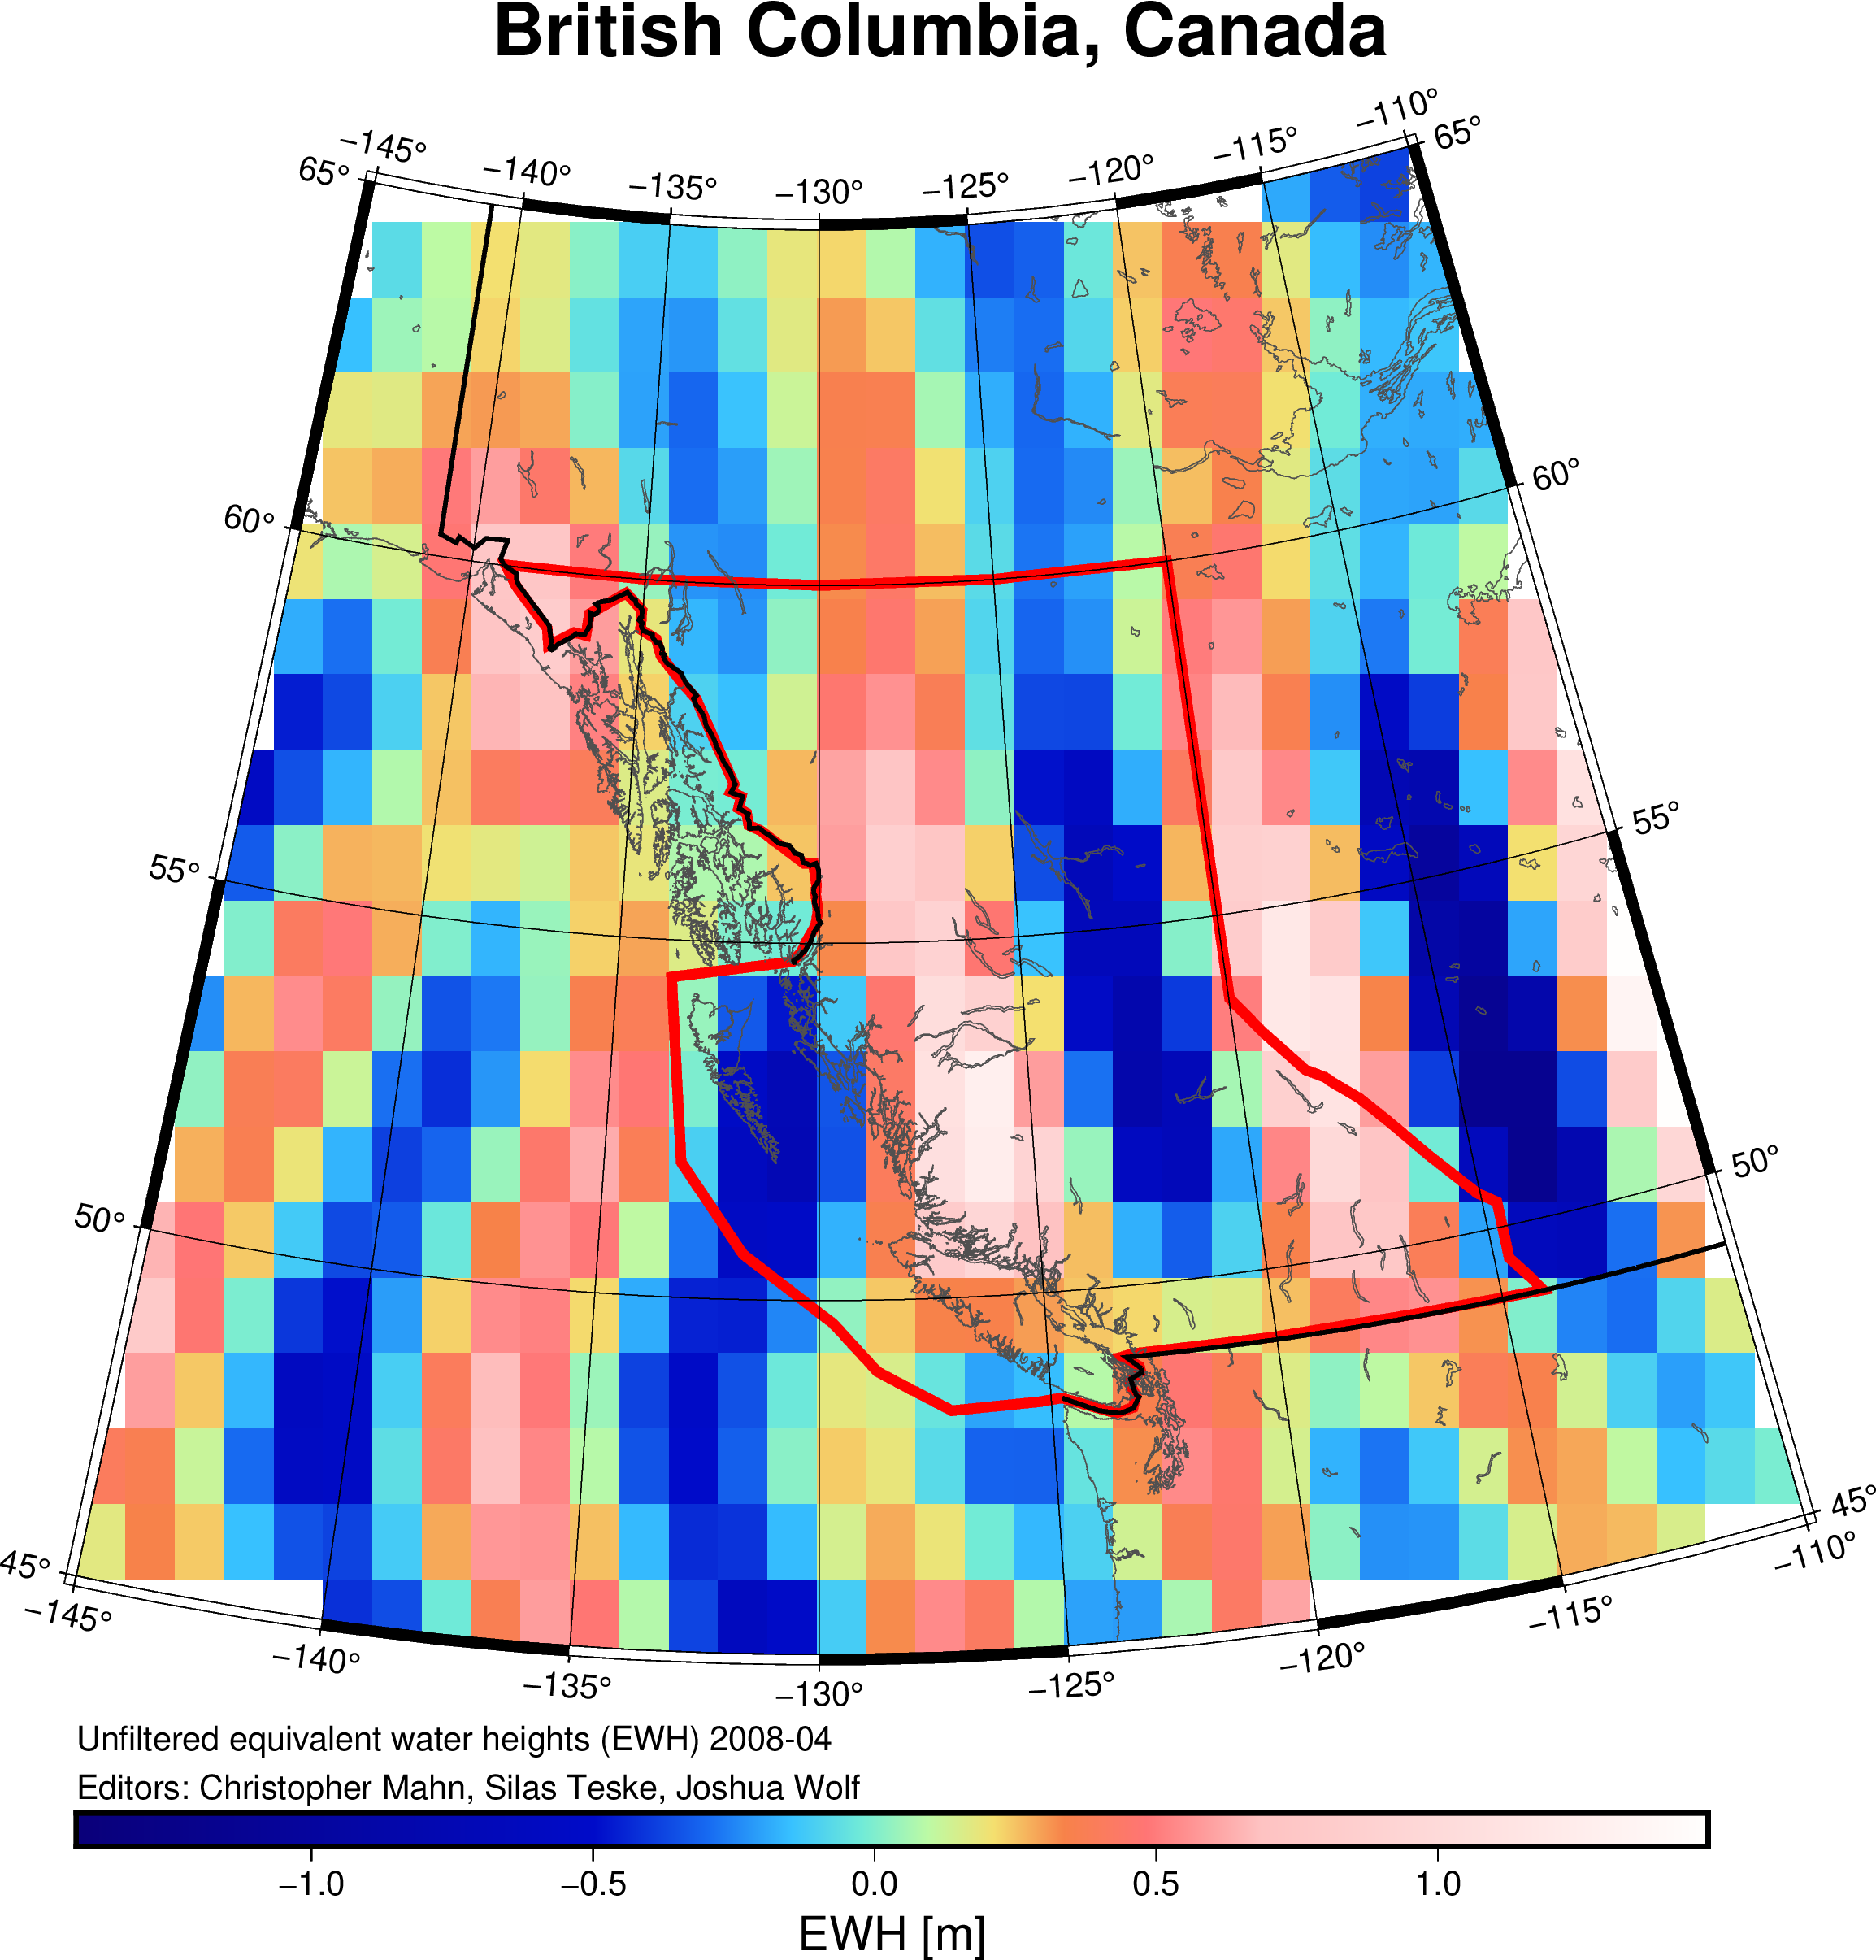 British Columbia, Canada
−145° −140° −135° −130° −125° −120° −115° −110°
65° 65°
60° 60°
55° 55°
50° 50°
45° 45°
−145° −140° −135° −130° −125° −120° −115° −110°
Unfiltered equivalent water heights (EWH) 2008-04
Editors: Christopher Mahn, Silas Teske, Joshua Wolf
−1.0 −0.5 0.0 0.5 1.0
EWH [m]